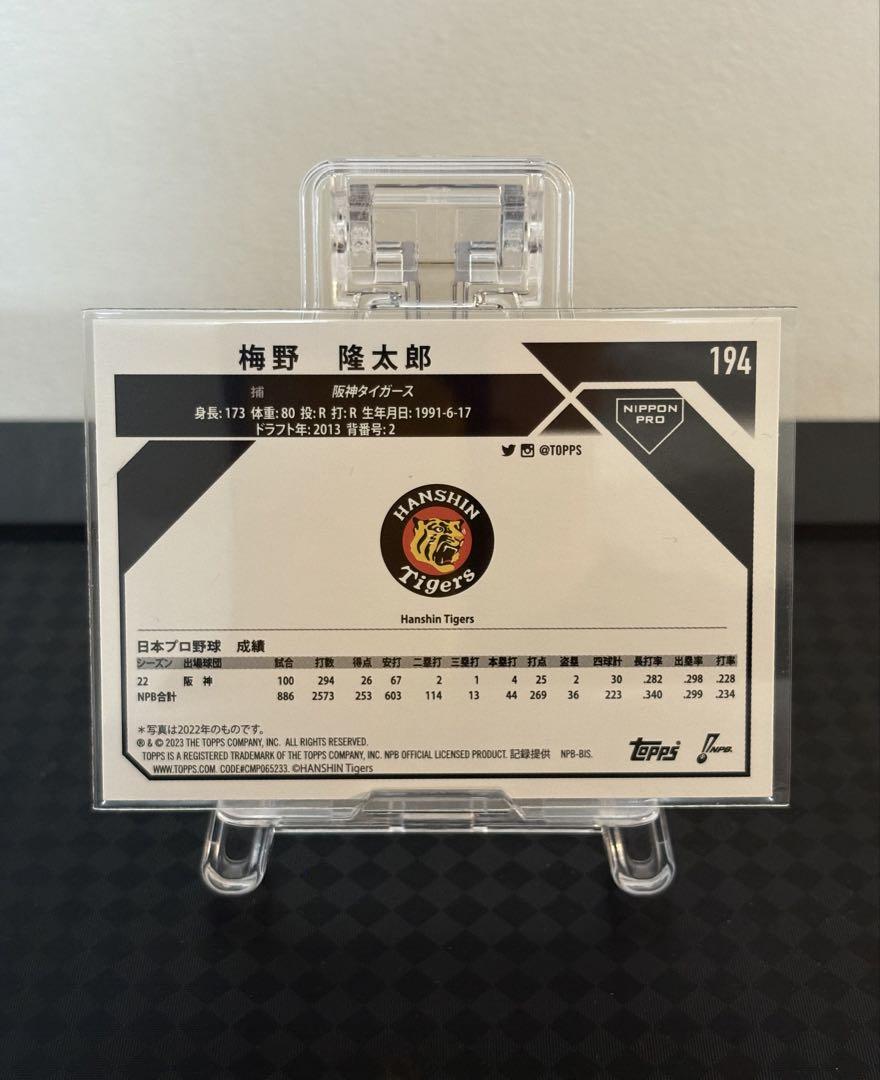 梅野 隆太郎
194
捕 阪神タイガース
身長: 173 体重: 80 投: R 打: R 生年月日: 1991-6-17
ドラフト年: 2013 背番号: 2
NIPPON
PRO
@TOPPS
HANSHIN
Tigers
Hanshin Tigers
日本プロ野球 成績
シーズン 出場球団 試合 打数 得点 安打 二塁打 三塁打 本塁打 打点 盗塁 四球計 長打率 出塁率 打率
22 阪 神 100 294 26 67 2 1 4 25 2 30 .282 .298 .228
NPB合計 886 2573 253 603 114 13 44 269 36 223 .340 .299 .234
＊写真は2022年のものです。
® & © 2023 THE TOPPS COMPANY, INC. ALL RIGHTS RESERVED.
TOPPS IS A REGISTERED TRADEMARK OF THE TOPPS COMPANY, INC. NPB OFFICIAL LICENSED PRODUCT. 記録提供 NPB-BIS.
WWW.TOPPS.COM. CODE#CMP065233. ©HANSHIN Tigers
Topps®
NPB